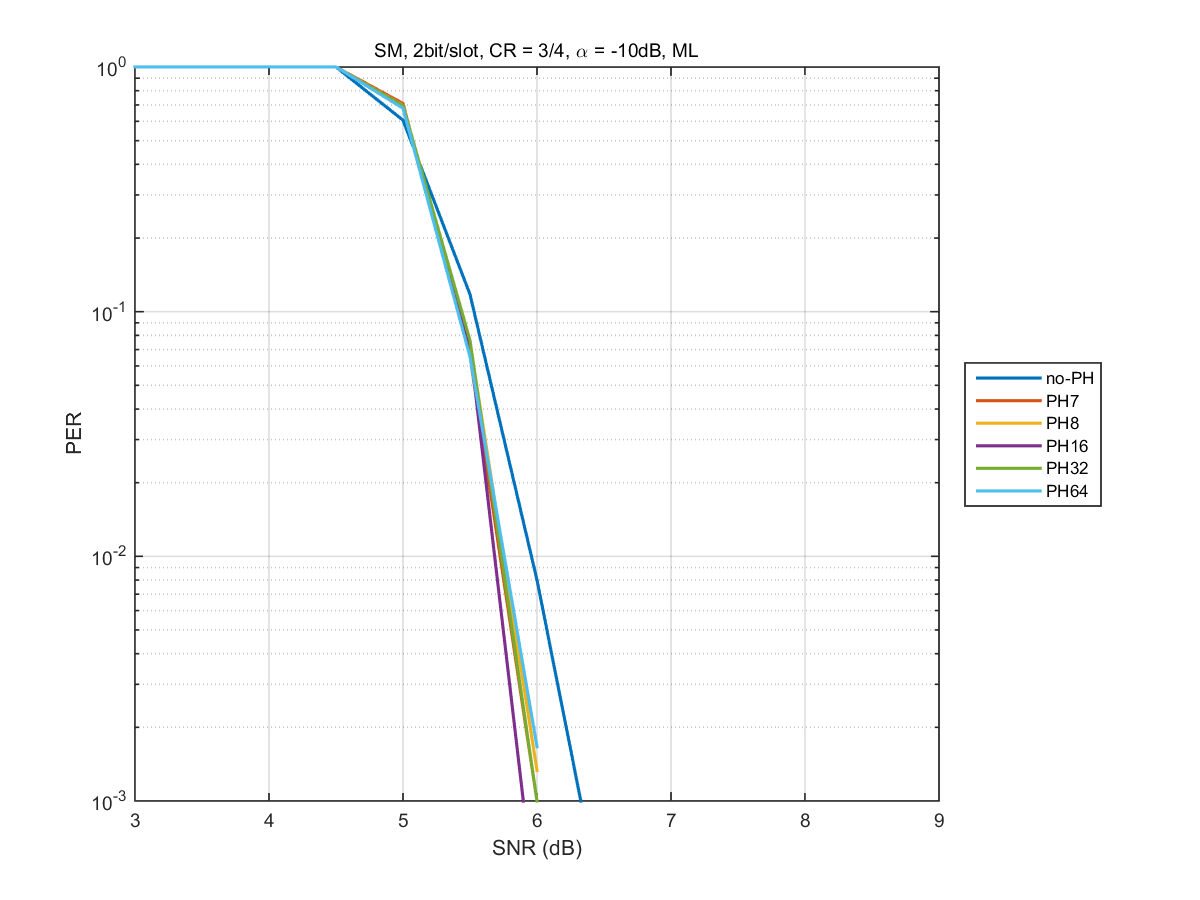 SM, 2bit/slot, CR = 3/4, α = -10dB, ML
10^0
10^-1
10^-2
10^-3
PER
3 4 5 6 7 8 9
SNR (dB)
no-PH
PH7
PH8
PH16
PH32
PH64